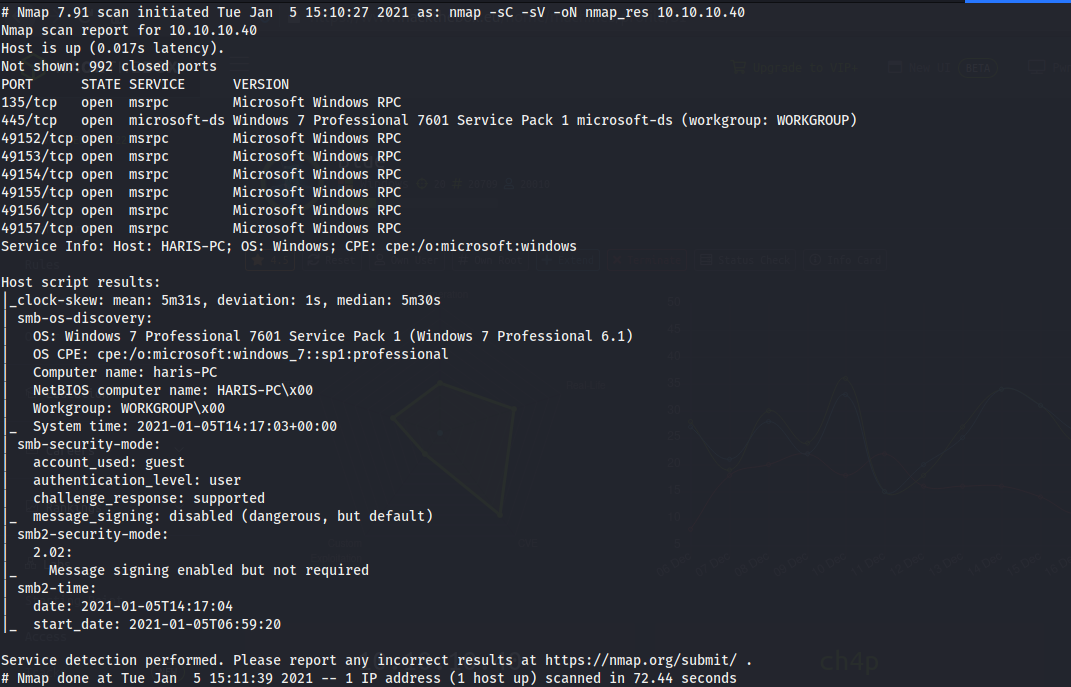 # Nmap 7.91 scan initiated Tue Jan  5 15:10:27 2021 as: nmap -sC -sV -oN nmap_res 10.10.10.40
Nmap scan report for 10.10.10.40
Host is up (0.017s latency).
Not shown: 992 closed ports
PORT      STATE SERVICE      VERSION
135/tcp   open  msrpc        Microsoft Windows RPC
445/tcp   open  microsoft-ds Windows 7 Professional 7601 Service Pack 1 microsoft-ds (workgroup: WORKGROUP)
49152/tcp open  msrpc        Microsoft Windows RPC
49153/tcp open  msrpc        Microsoft Windows RPC
49154/tcp open  msrpc        Microsoft Windows RPC
49155/tcp open  msrpc        Microsoft Windows RPC
49156/tcp open  msrpc        Microsoft Windows RPC
49157/tcp open  msrpc        Microsoft Windows RPC
Service Info: Host: HARIS-PC; OS: Windows; CPE: cpe:/o:microsoft:windows

Host script results:
|_clock-skew: mean: 5m31s, deviation: 1s, median: 5m30s
| smb-os-discovery:
|   OS: Windows 7 Professional 7601 Service Pack 1 (Windows 7 Professional 6.1)
|   OS CPE: cpe:/o:microsoft:windows_7::sp1:professional
|   Computer name: haris-PC
|   NetBIOS computer name: HARIS-PC\x00
|   Workgroup: WORKGROUP\x00
|_  System time: 2021-01-05T14:17:03+00:00
| smb-security-mode:
|   account_used: guest
|   authentication_level: user
|   challenge_response: supported
|_  message_signing: disabled (dangerous, but default)
| smb2-security-mode:
|   2.02:
|_    Message signing enabled but not required
| smb2-time:
|   date: 2021-01-05T14:17:04
|_  start_date: 2021-01-05T06:59:20

Service detection performed. Please report any incorrect results at https://nmap.org/submit/ .
# Nmap done at Tue Jan  5 15:11:39 2021 -- 1 IP address (1 host up) scanned in 72.44 seconds
ch4p
BETA